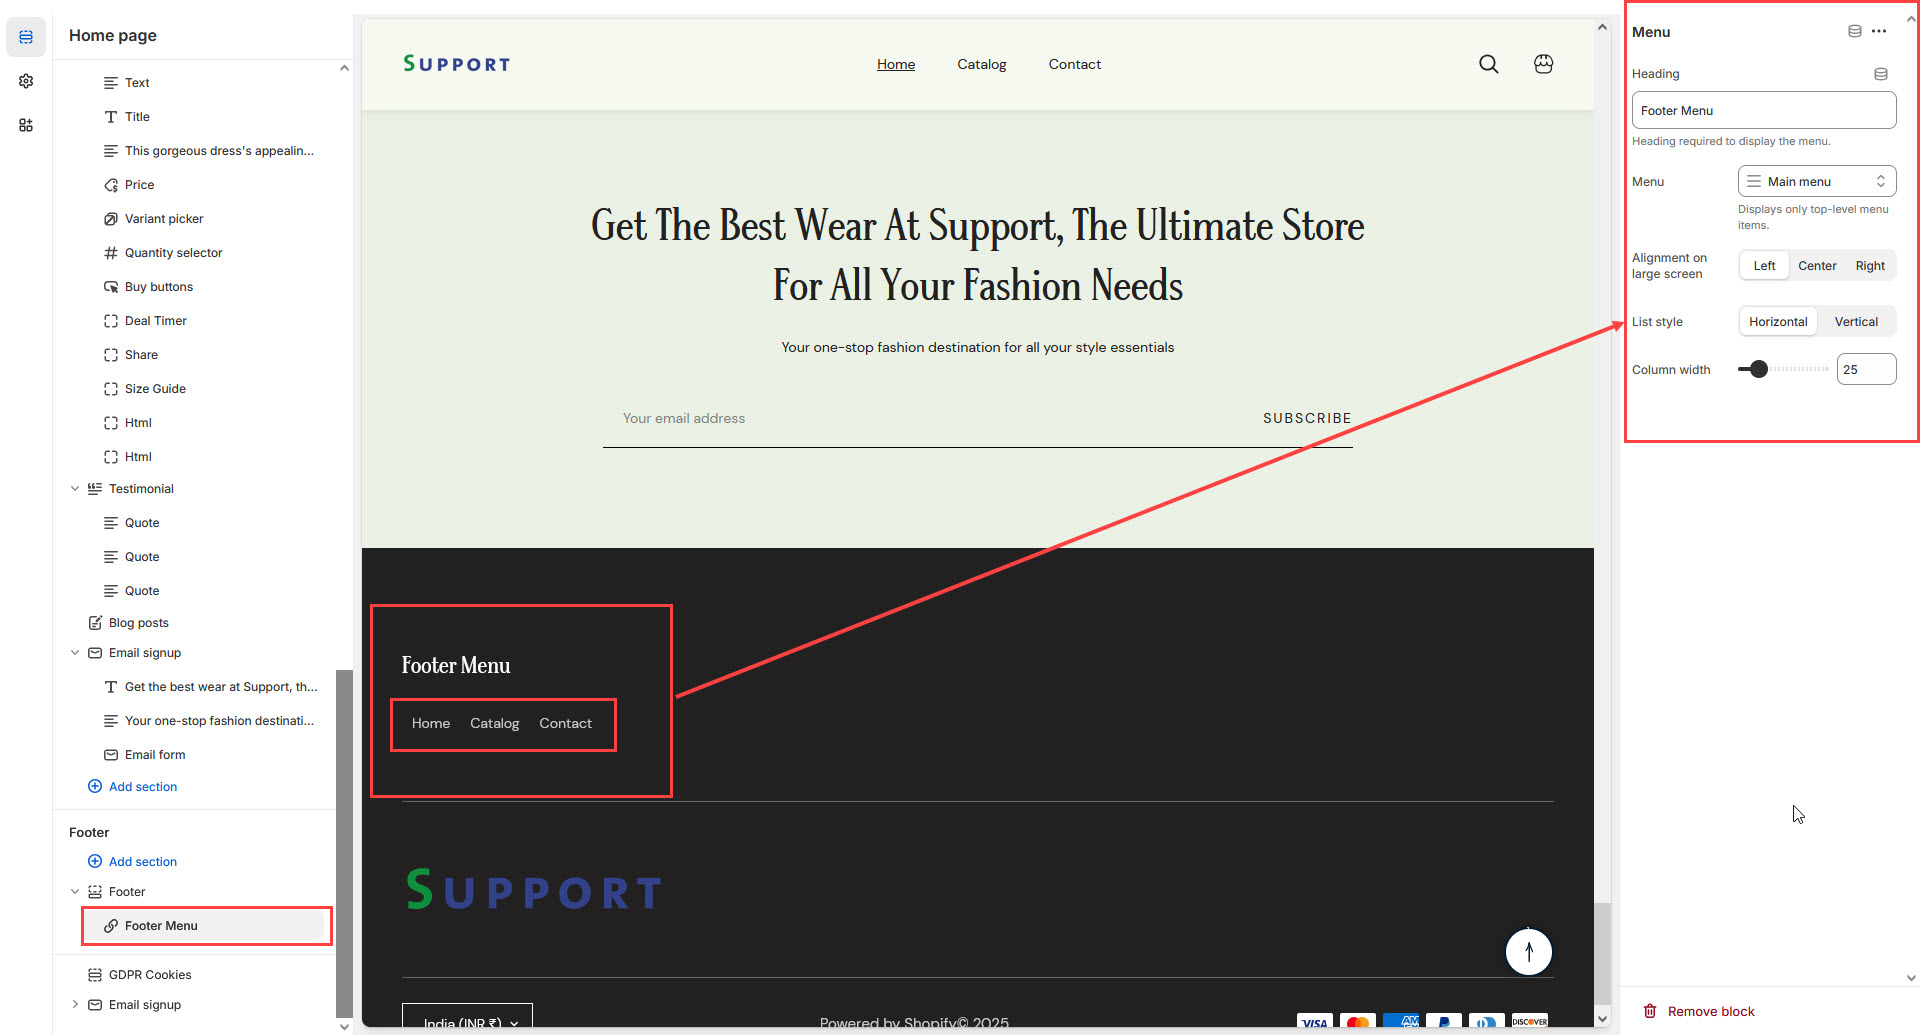 Home page
Text
Title
This gorgeous dress's appealin...
Price
Variant picker
Quantity selector
Buy buttons
Deal Timer
Share
Size Guide
Html
Html
Testimonial
Quote
Quote
Quote
Blog posts
Email signup
Get the best wear at Support, th...
Your one-stop fashion destinati...
Email form
Add section
Footer
Add section
Footer
Footer Menu
GDPR Cookies
Email signup
SUPPORT
Home Catalog Contact
Get The Best Wear At Support, The Ultimate Store
For All Your Fashion Needs
Your one-stop fashion destination for all your style essentials
Your email address SUBSCRIBE
Footer Menu
Home Catalog Contact
SUPPORT
India (INR ₹)
Powered by Shopify© 2025
VISA AM DISCOVER
Menu
Heading
Footer Menu
Heading required to display the menu.
Menu Main menu
Displays only top-level menu
items.
Alignment on
large screen
Left Center Right
List style Horizontal Vertical
Column width 25
Remove block